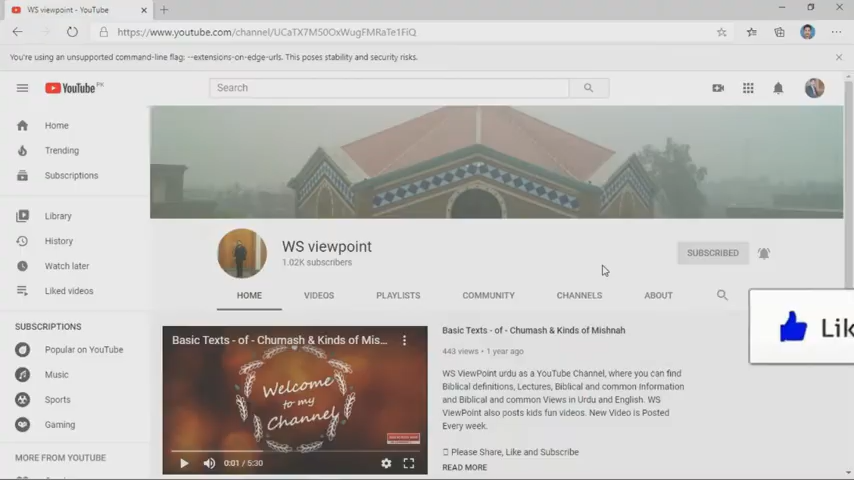 WS viewpoint - YouTube
https://www.youtube.com/channel/UCaTX7M5OOxWugFMRaTe1FiQ
You're using an unsupported command-line flag: --extensions-on-edge-urls. This poses stability and security risks.
YouTube PK
Search
Home
Trending
Subscriptions
Library
History
Watch later
Liked videos
SUBSCRIPTIONS
Popular on YouTube
Music
Sports
Gaming
MORE FROM YOUTUBE
WS viewpoint
1.02K subscribers
SUBSCRIBED
HOME VIDEOS PLAYLISTS COMMUNITY CHANNELS ABOUT
Lik
Basic Texts - of - Chumash & Kinds of Mis...
Welcome
to my
Channel
0:01 / 5:30
Basic Texts - of - Chumash & Kinds of Mishnah
443 views • 1 year ago
WS ViewPoint urdu as a YouTube Channel, where you can find
Biblical definitions, Lectures, Biblical and common Information
and Biblical and common Views in Urdu and English. WS
ViewPoint also posts kids fun videos. New Video is Posted
Every week.
Please Share, Like and Subscribe
READ MORE